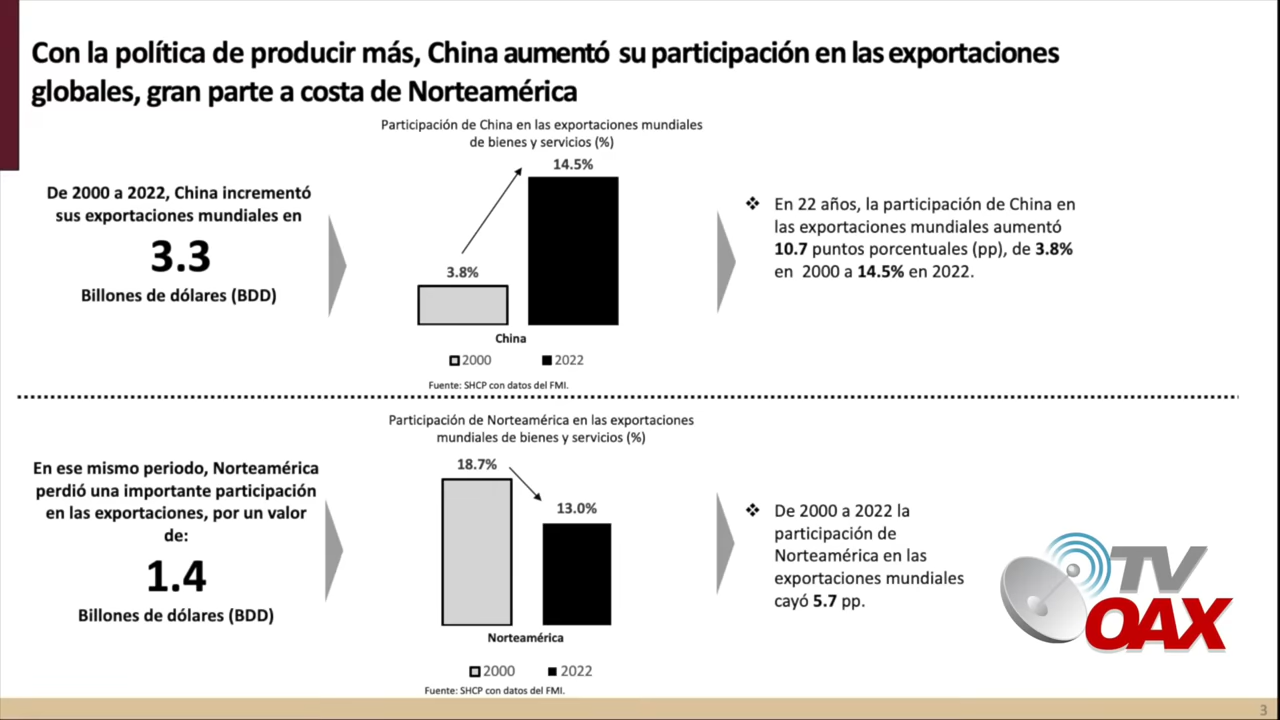 Con la política de producir más, China aumentó su participación en las exportaciones
globales, gran parte a costa de Norteamérica
De 2000 a 2022, China incrementó
sus exportaciones mundiales en
3.3
Billones de dólares (BDD)
Participación de China en las exportaciones mundiales
de bienes y servicios (%)
14.5%
3.8%
China
2000 2022
Fuente: SHCP con datos del FMI.
❖ En 22 años, la participación de China en
las exportaciones mundiales aumentó
10.7 puntos porcentuales (pp), de 3.8%
en 2000 a 14.5% en 2022.
En ese mismo periodo, Norteamérica
perdió una importante participación
en las exportaciones, por un valor
de:
1.4
Billones de dólares (BDD)
Participación de Norteamérica en las exportaciones
mundiales de bienes y servicios (%)
18.7%
13.0%
Norteamérica
2000 2022
Fuente: SHCP con datos del FMI.
❖ De 2000 a 2022 la
participación de
Norteamérica en las
exportaciones mundiales
cayó 5.7 pp.
TV
OAX
3